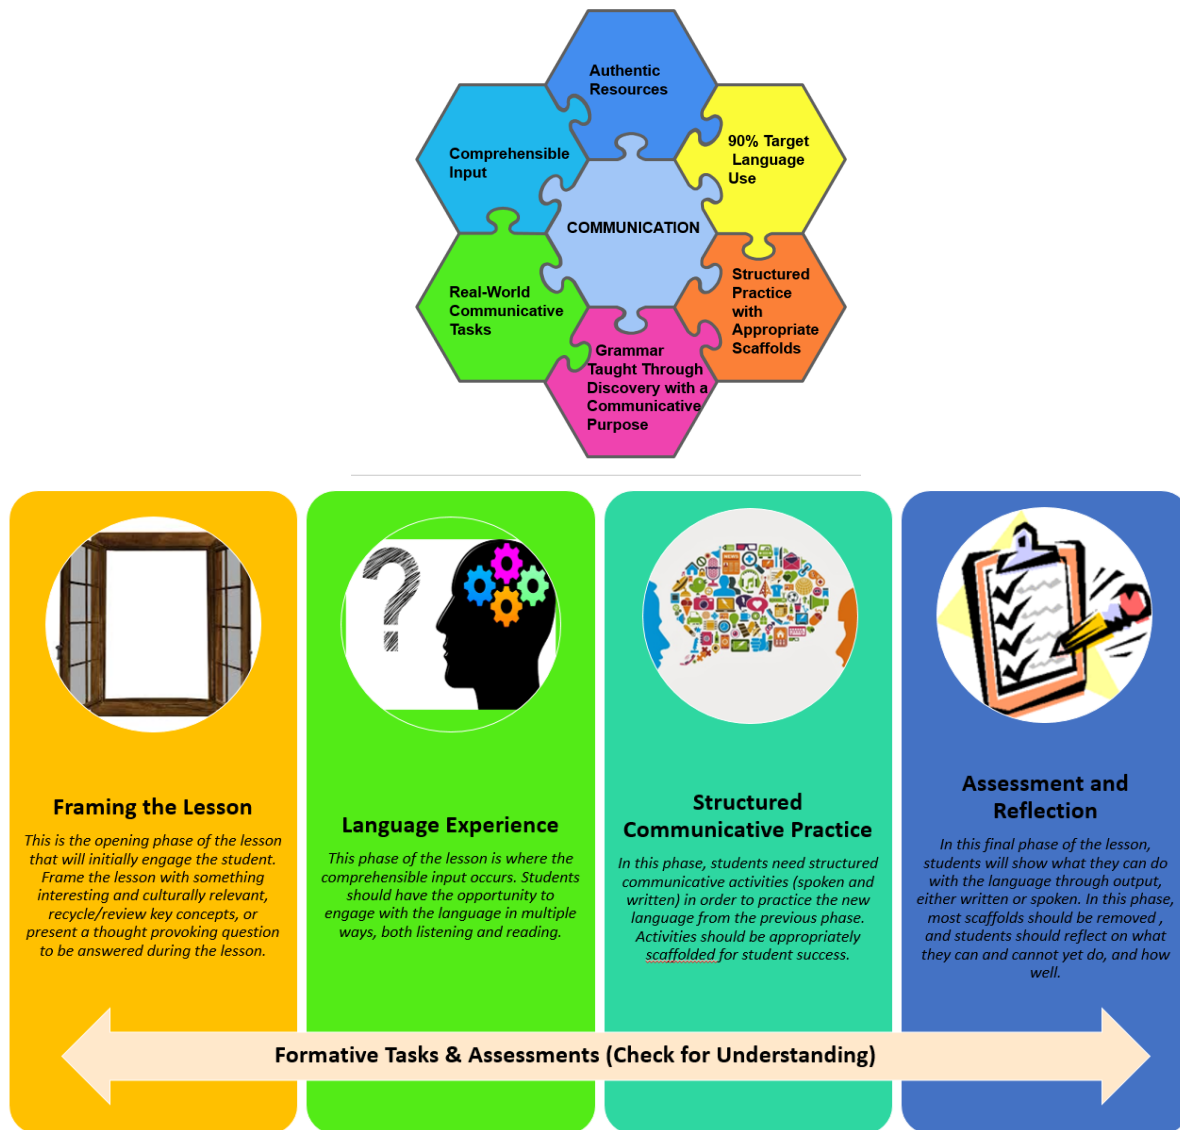 Authentic
Resources
Comprehensible
Input
90% Target
Language
Use
COMMUNICATION
Real-World
Communicative
Tasks
Structured
Practice
with
Appropriate
Scaffolds
Grammar
Taught Through
Discovery with a
Communicative
Purpose
Framing the Lesson
This is the opening phase of the lesson
that will initially engage the student.
Frame the lesson with something
interesting and culturally relevant,
recycle/review key concepts, or
present a thought provoking question
to be answered during the lesson.
Language Experience
This phase of the lesson is where the
comprehensible input occurs. Students
should have the opportunity to
engage with the language in multiple
ways, both listening and reading.
Structured
Communicative Practice
In this phase, students need structured
communicative activities (spoken and
written) in order to practice the new
language from the previous phase.
Activities should be appropriately
scaffolded for student success.
Assessment and
Reflection
In this final phase of the lesson,
students will show what they can do
with the language through output,
either written or spoken. In this phase,
most scaffolds should be removed ,
and students should reflect on what
they can and cannot yet do, and how
well.
Formative Tasks & Assessments (Check for Understanding)